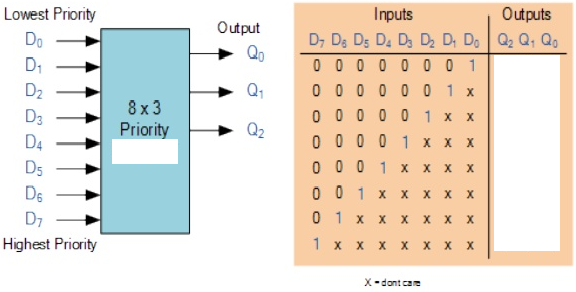 Lowest Priority
D0
D1
D2
D3
D4
D5
D6
D7
Highest Priority
8 x 3
Priority
Output
Q0
Q1
Q2
Inputs Outputs
D7 D6 D5 D4 D3 D2 D1 D0 Q2 Q1 Q0
0 0 0 0 0 0 0 1
0 0 0 0 0 0 1 x
0 0 0 0 0 1 x x
0 0 0 0 1 x x x
0 0 0 1 x x x x
0 0 1 x x x x x
0 1 x x x x x x
1 x x x x x x x
X = dont care